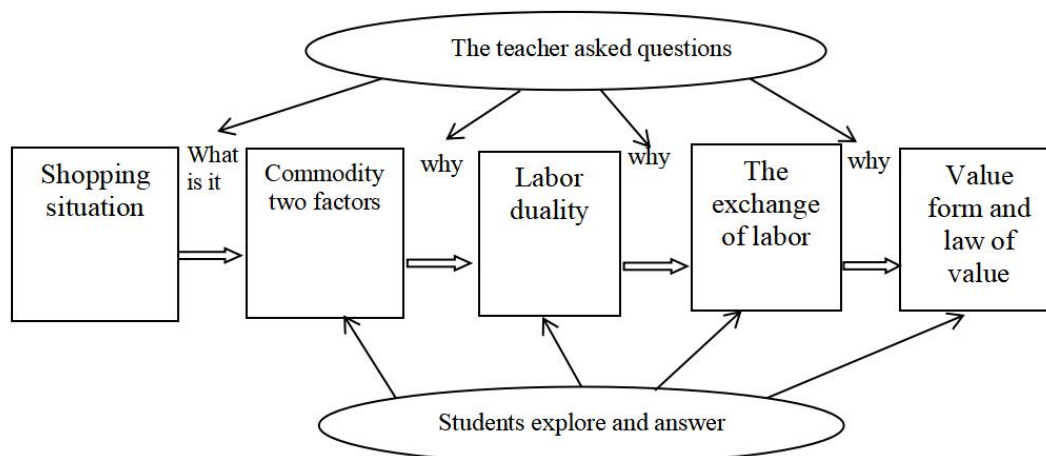 The teacher asked questions
Shopping
situation
What
is it
Commodity
two factors
why
Labor
duality
why
The
exchange
of labor
why
Value
form and
law of
value
Students explore and answer